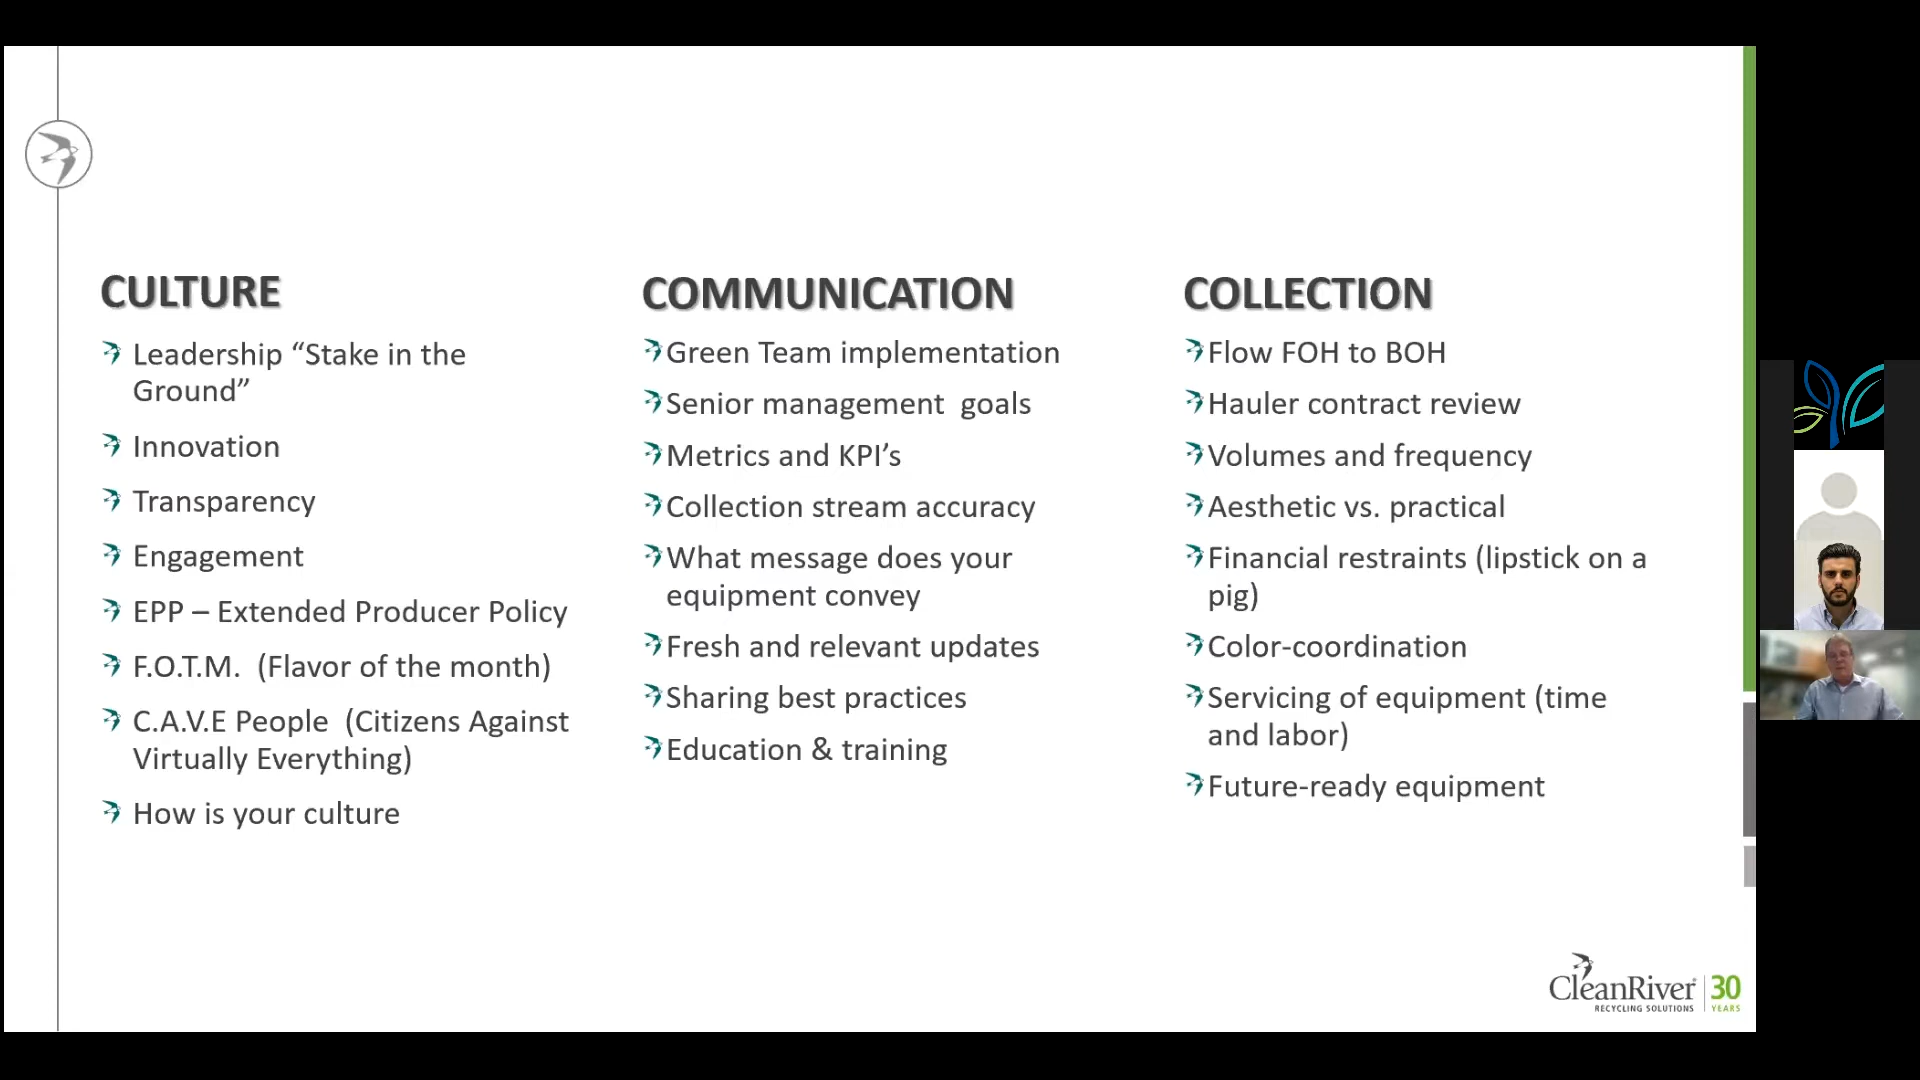 CULTURE
Leadership “Stake in the
Ground”
Innovation
Transparency
Engagement
EPP – Extended Producer Policy
F.O.T.M.  (Flavor of the month)
C.A.V.E People  (Citizens Against
Virtually Everything)
How is your culture
COMMUNICATION
Green Team implementation
Senior management  goals
Metrics and KPI’s
Collection stream accuracy
What message does your
equipment convey
Fresh and relevant updates
Sharing best practices
Education & training
COLLECTION
Flow FOH to BOH
Hauler contract review
Volumes and frequency
Aesthetic vs. practical
Financial restraints (lipstick on a
pig)
Color-coordination
Servicing of equipment (time
and labor)
Future-ready equipment
CleanRiver® 30
RECYCLING SOLUTIONS YEARS